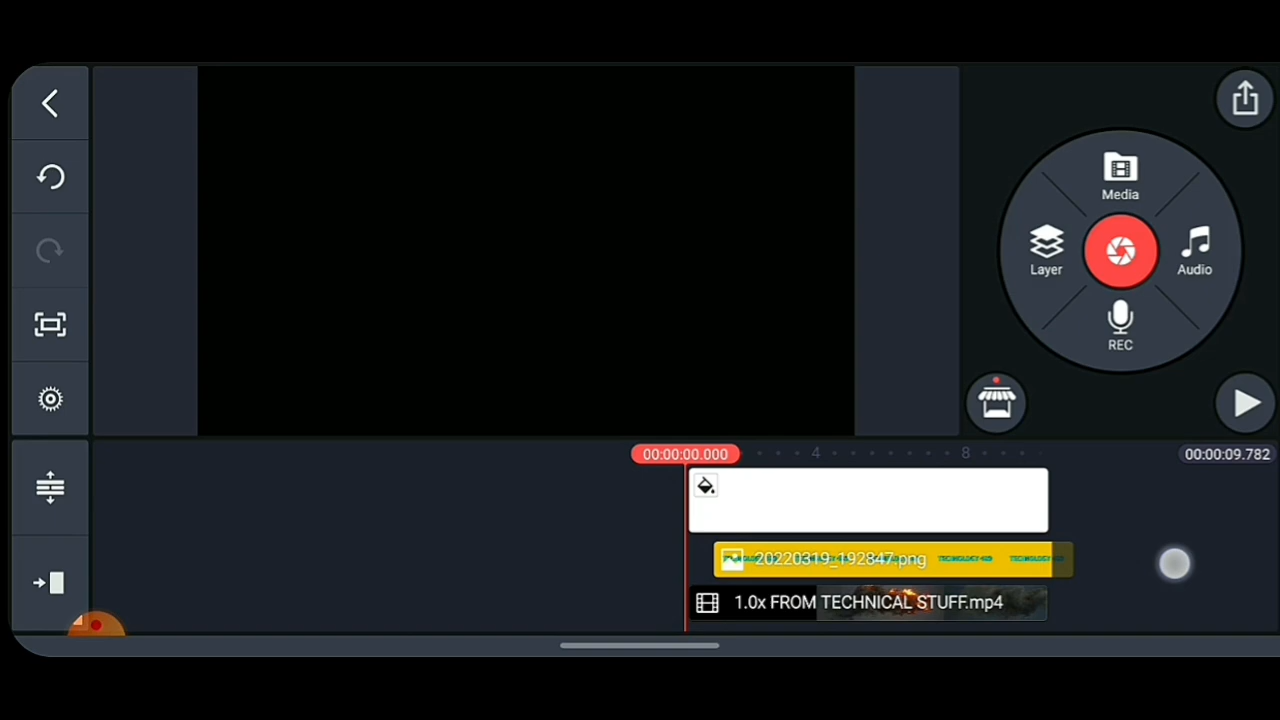 Media
Layer
Audio
REC
00:00:00.000
4
8
00:00:09.782
20220319_192847.png
1.0x FROM TECHNICAL STUFF.mp4